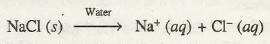 Water
NaCl (s) ⟶ Na⁺ (aq) + Cl⁻ (aq)